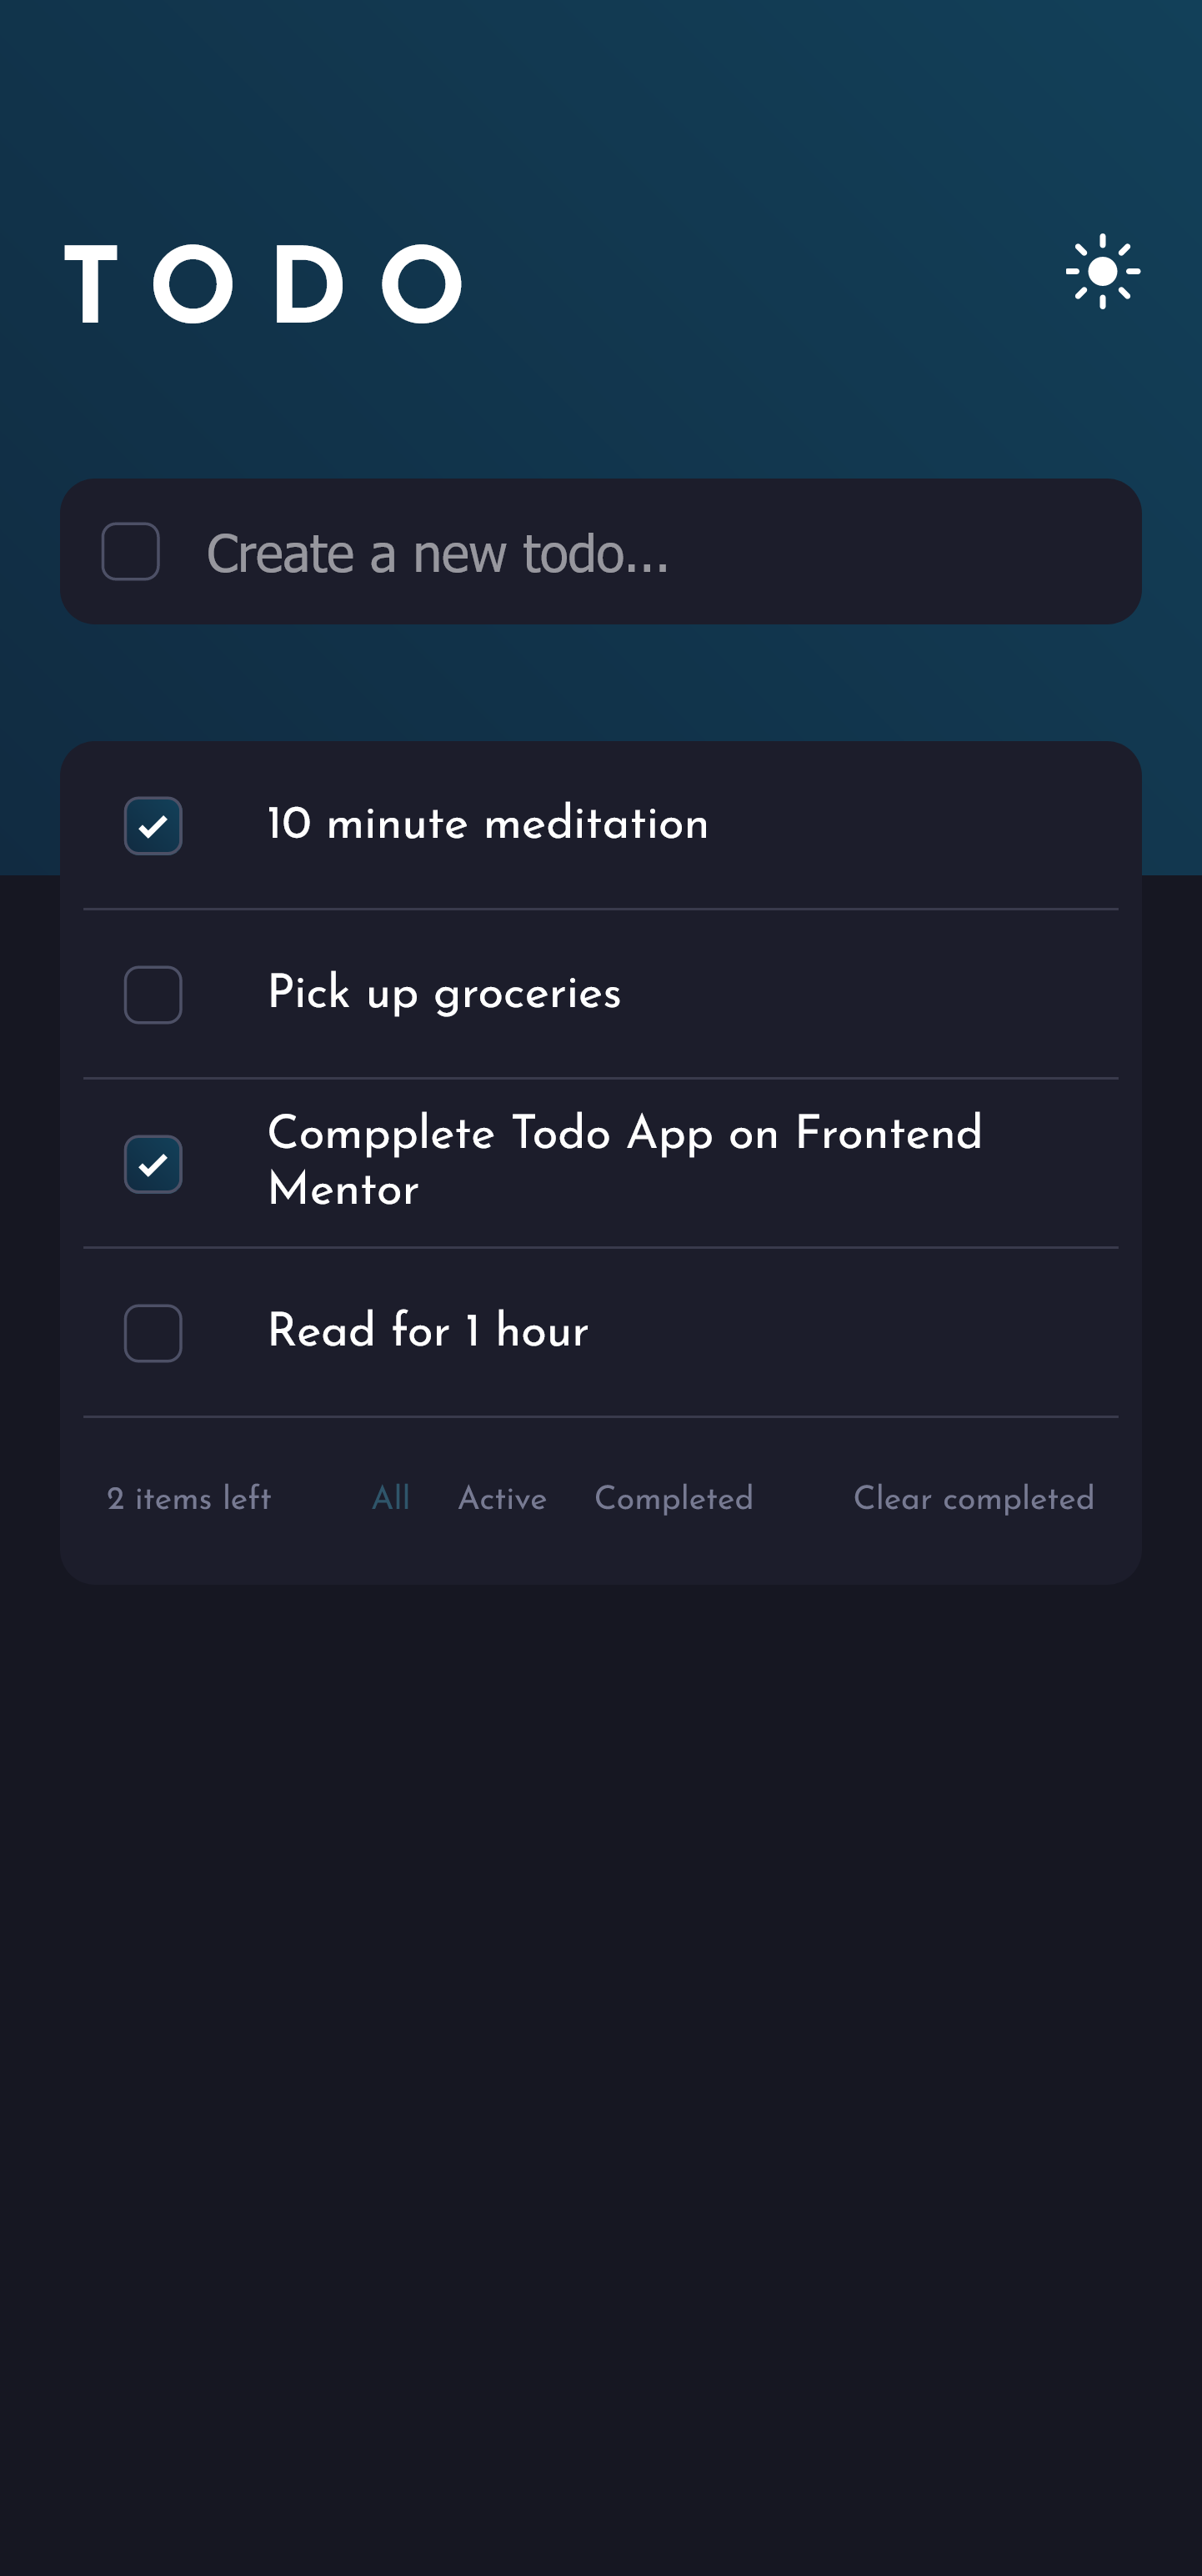 TODO
Create a new todo...
10 minute meditation
Pick up groceries
Compplete Todo App on Frontend
Mentor
Read for 1 hour
2 items left All Active Completed Clear completed